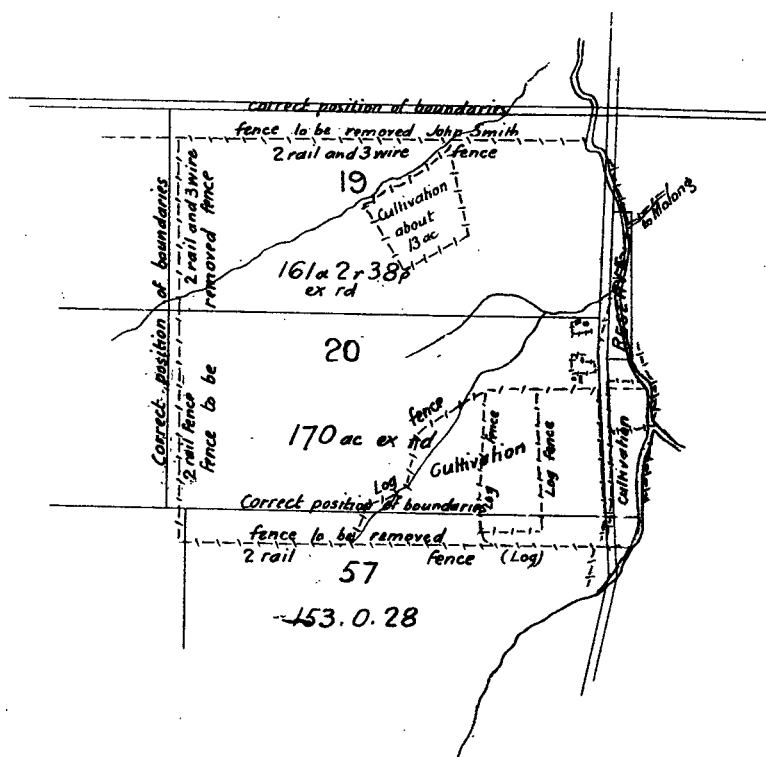 Correct position of boundaries
fence to be removed John Smith
2 rail and 3 wire fence
19
Cultivation
about
13 ac
161a 2r 38p
ex rd
to Molong
RESERVE
Correct position of boundaries
2 rail and 3 wire
removed fence
20
fence
170 ac ex rd
Cultivation
Log fence
Log fence
Cultivation
2 rail fence
fence to be
Log
Correct position of boundaries
fence to be removed
2 rail fence (Log)
57
153.0.28